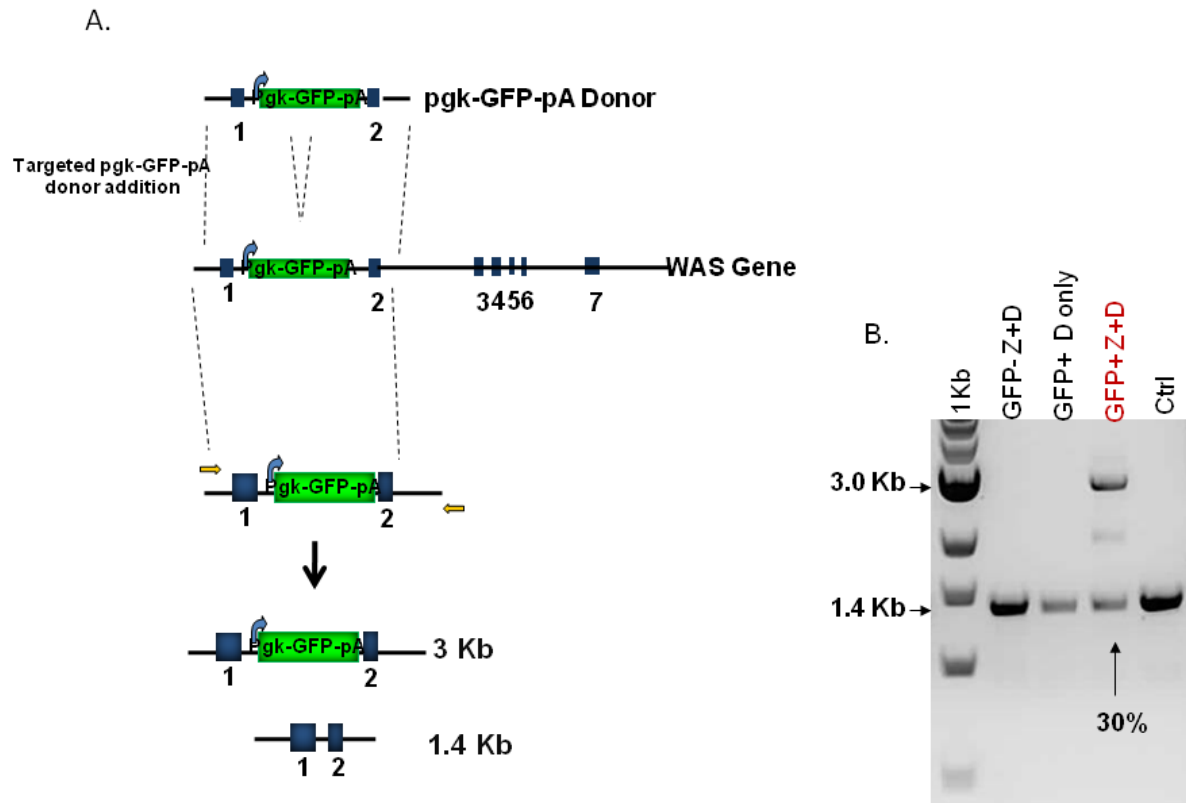 A.
Pgk-GFP-pA
pgk-GFP-pA Donor
1 2
Targeted pgk-GFP-pA
donor addition
Pgk-GFP-pA
WAS Gene
1 2 3456 7
Pgk-GFP-pA
1 2
Pgk-GFP-pA
3 Kb
1 2
1.4 Kb
1 2
B.
1Kb
GFP- Z+D
GFP+ D only
GFP+Z+D
Ctrl
3.0 Kb
1.4 Kb
30%